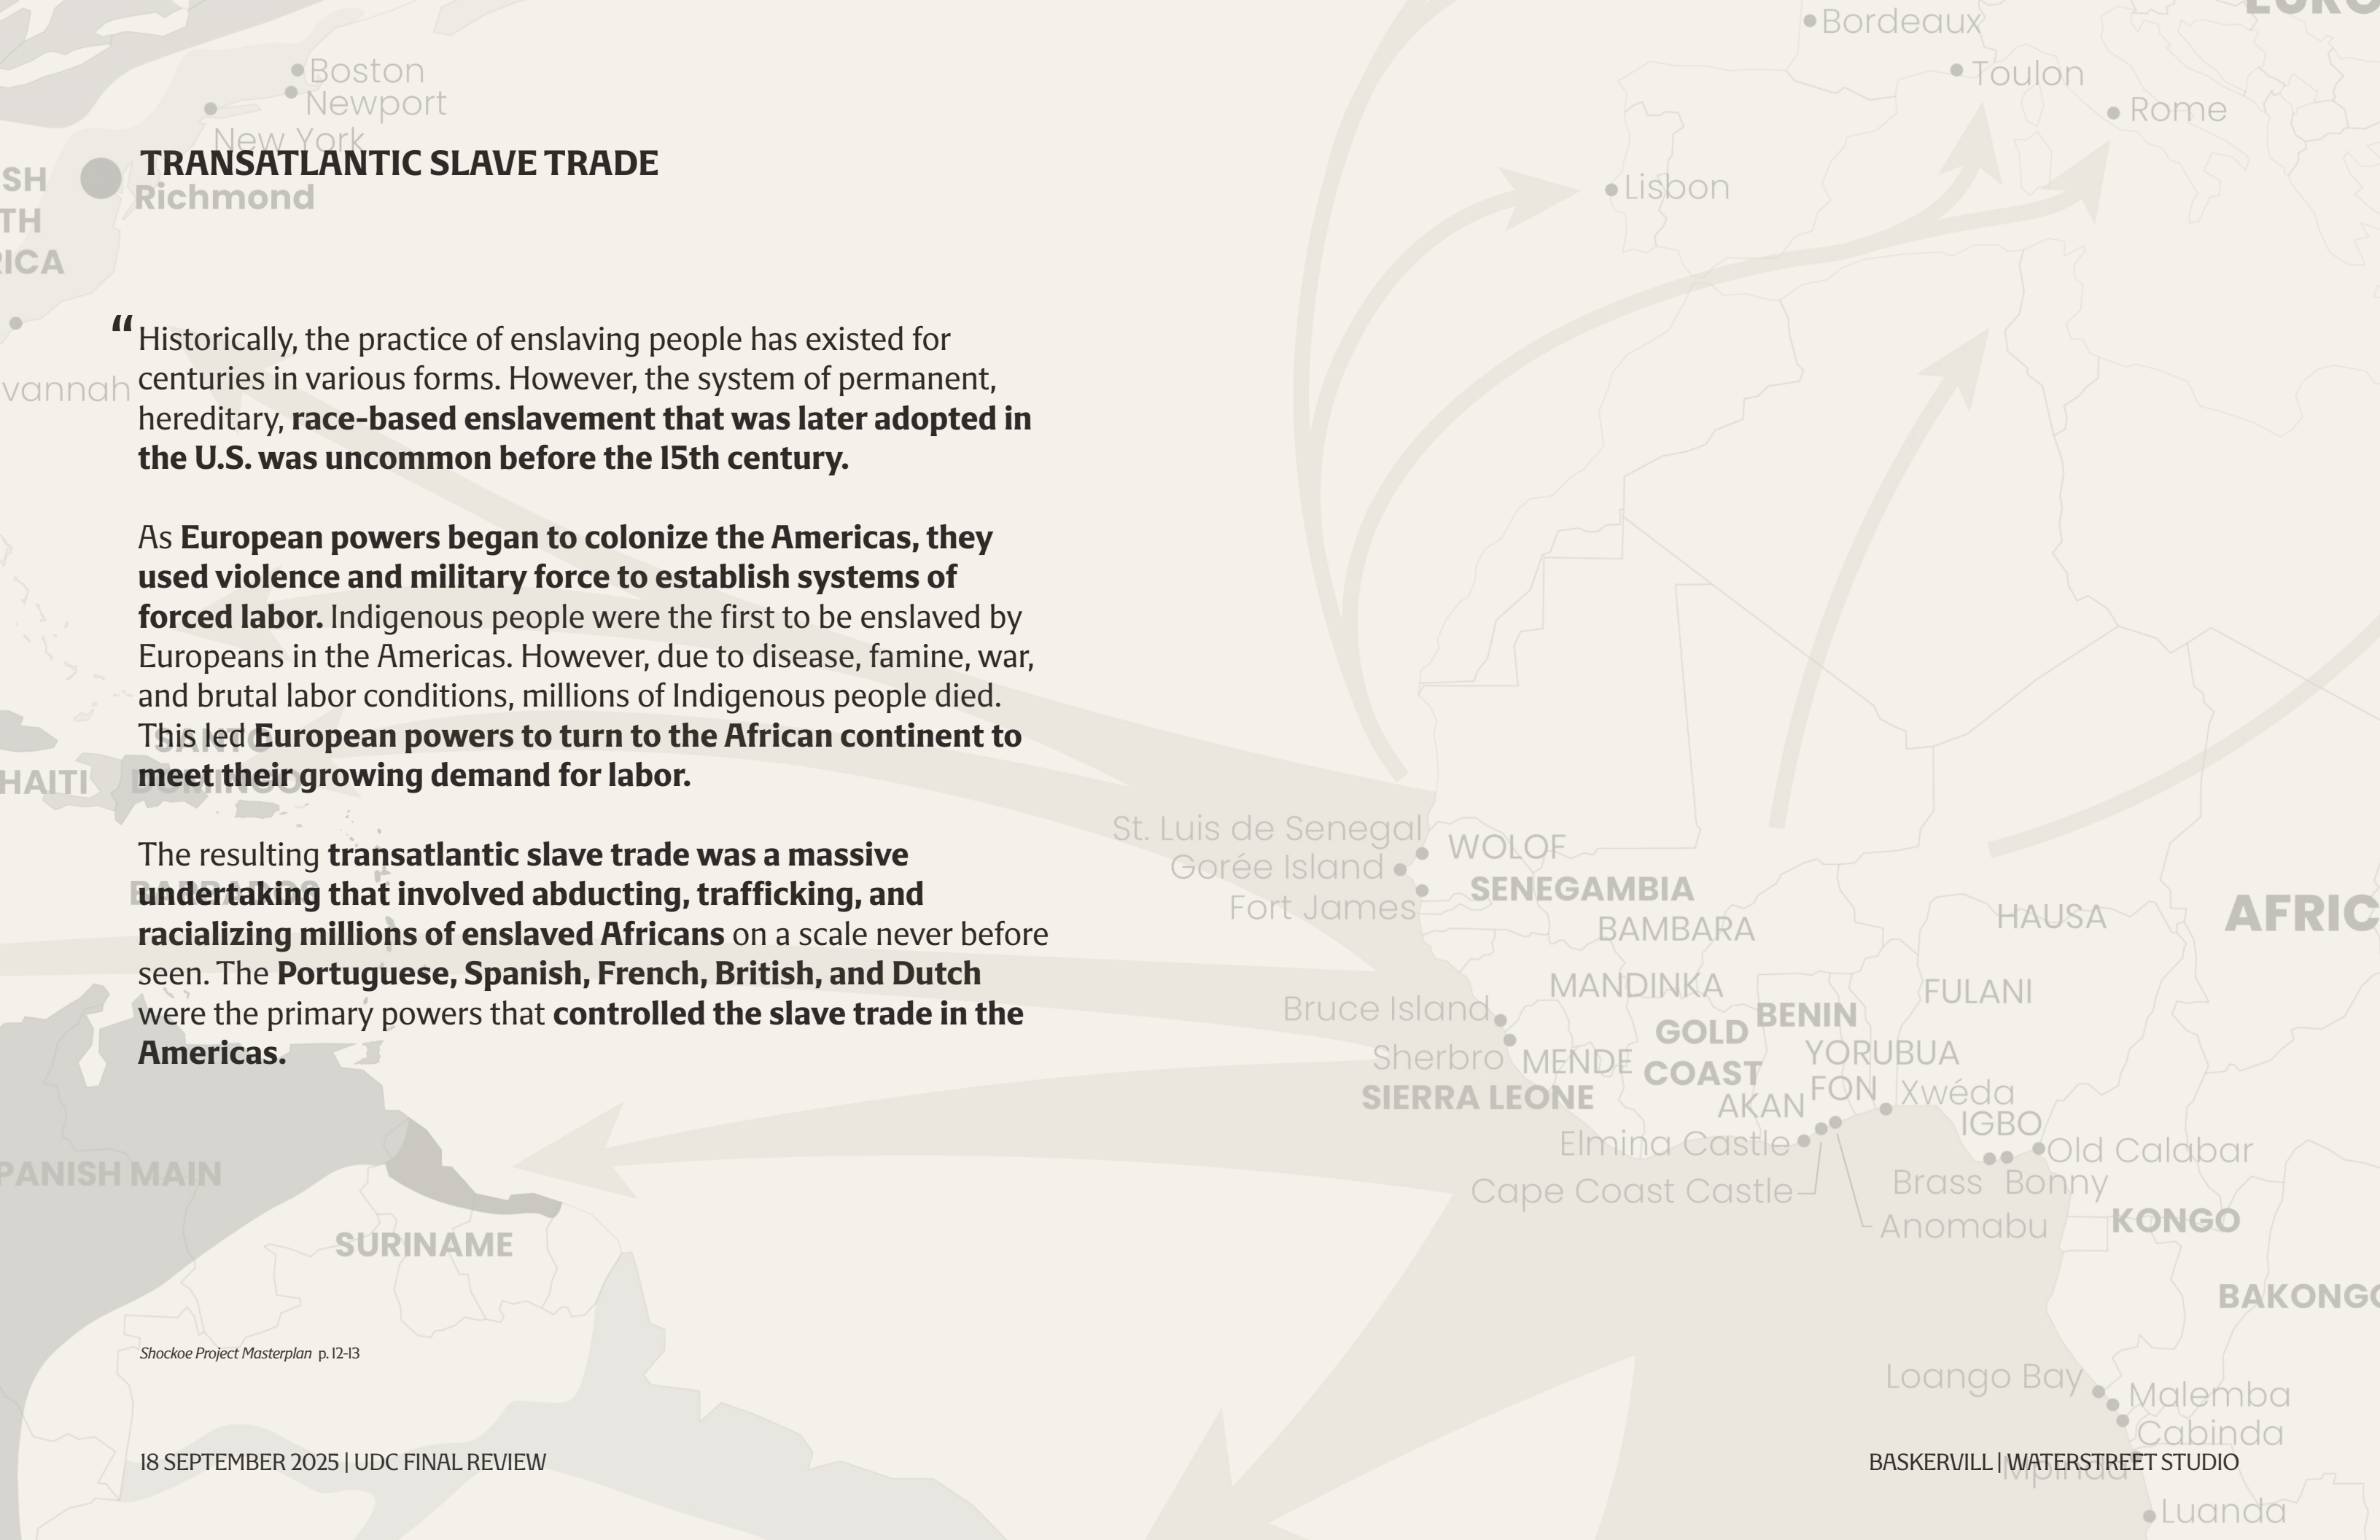 Bordeaux
Boston
Toulon
Newport
Rome
New York
TRANSATLANTIC SLAVE TRADE
Richmond
Lisbon
“Historically, the practice of enslaving people has existed for
centuries in various forms. However, the system of permanent,
hereditary, race-based enslavement that was later adopted in
the U.S. was uncommon before the 15th century.
As European powers began to colonize the Americas, they
used violence and military force to establish systems of
forced labor. Indigenous people were the first to be enslaved by
Europeans in the Americas. However, due to disease, famine, war,
and brutal labor conditions, millions of Indigenous people died.
This led European powers to turn to the African continent to
meet their growing demand for labor.
The resulting transatlantic slave trade was a massive
undertaking that involved abducting, trafficking, and
racializing millions of enslaved Africans on a scale never before
seen. The Portuguese, Spanish, French, British, and Dutch
were the primary powers that controlled the slave trade in the
Americas.
vannah
HAITI
SANTO
DOMINGO
BARBADOS
PANISH MAIN
SURINAME
St. Luis de Senegal
Gorée Island
Fort James
WOLOF
SENEGAMBIA
BAMBARA
HAUSA
AFRIC
MANDINKA
FULANI
Bruce Island
Sherbro
MENDE
SIERRA LEONE
GOLD
COAST
BENIN
YORUBUA
FON
Xwéda
AKAN
IGBO
Elmina Castle
Old Calabar
Cape Coast Castle
Brass
Bonny
Anomabu
KONGO
BAKONGO
Loango Bay
Malemba
Cabinda
Mpinda
Luanda
Shockoe Project Masterplan p. 12-13
18 SEPTEMBER 2025 | UDC FINAL REVIEW
BASKERVILL | WATERSTREET STUDIO